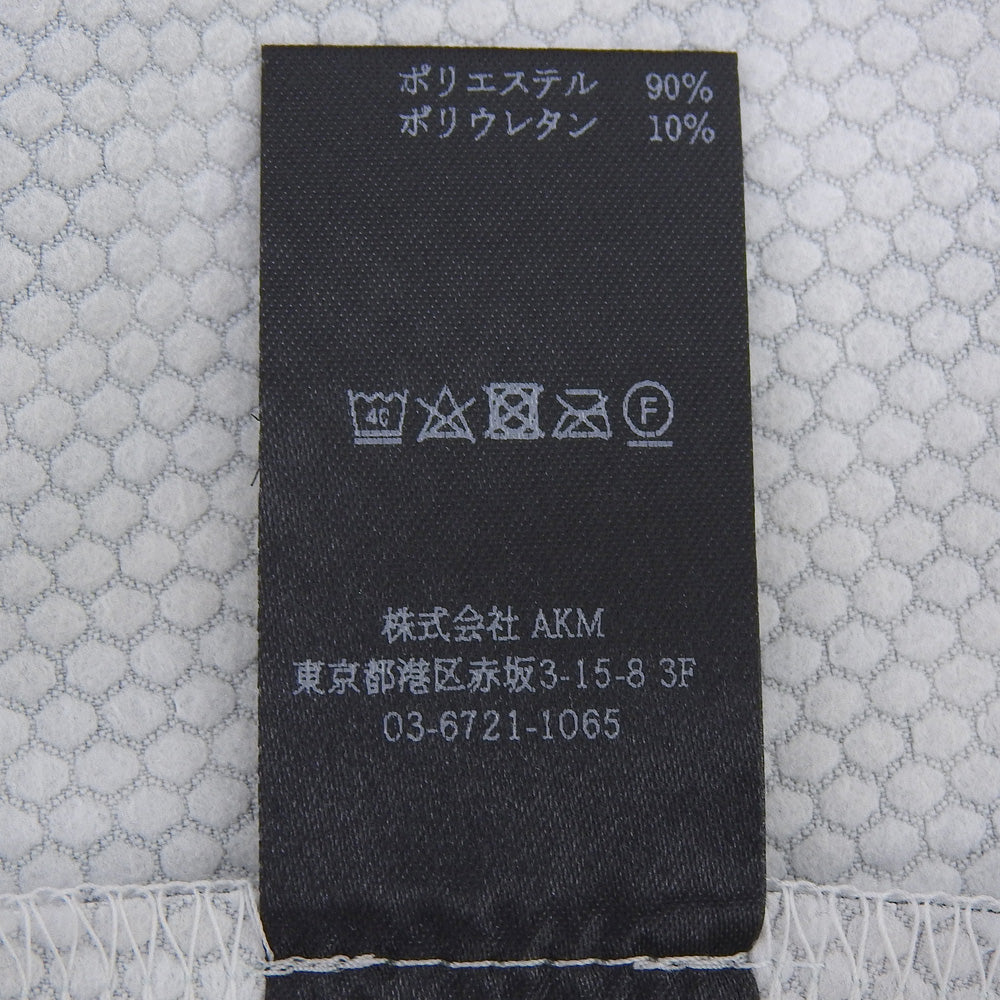 ポリエステル 90%
ポリウレタン 10%
40 F
株式会社 AKM
東京都港区赤坂3-15-8 3F
03-6721-1065